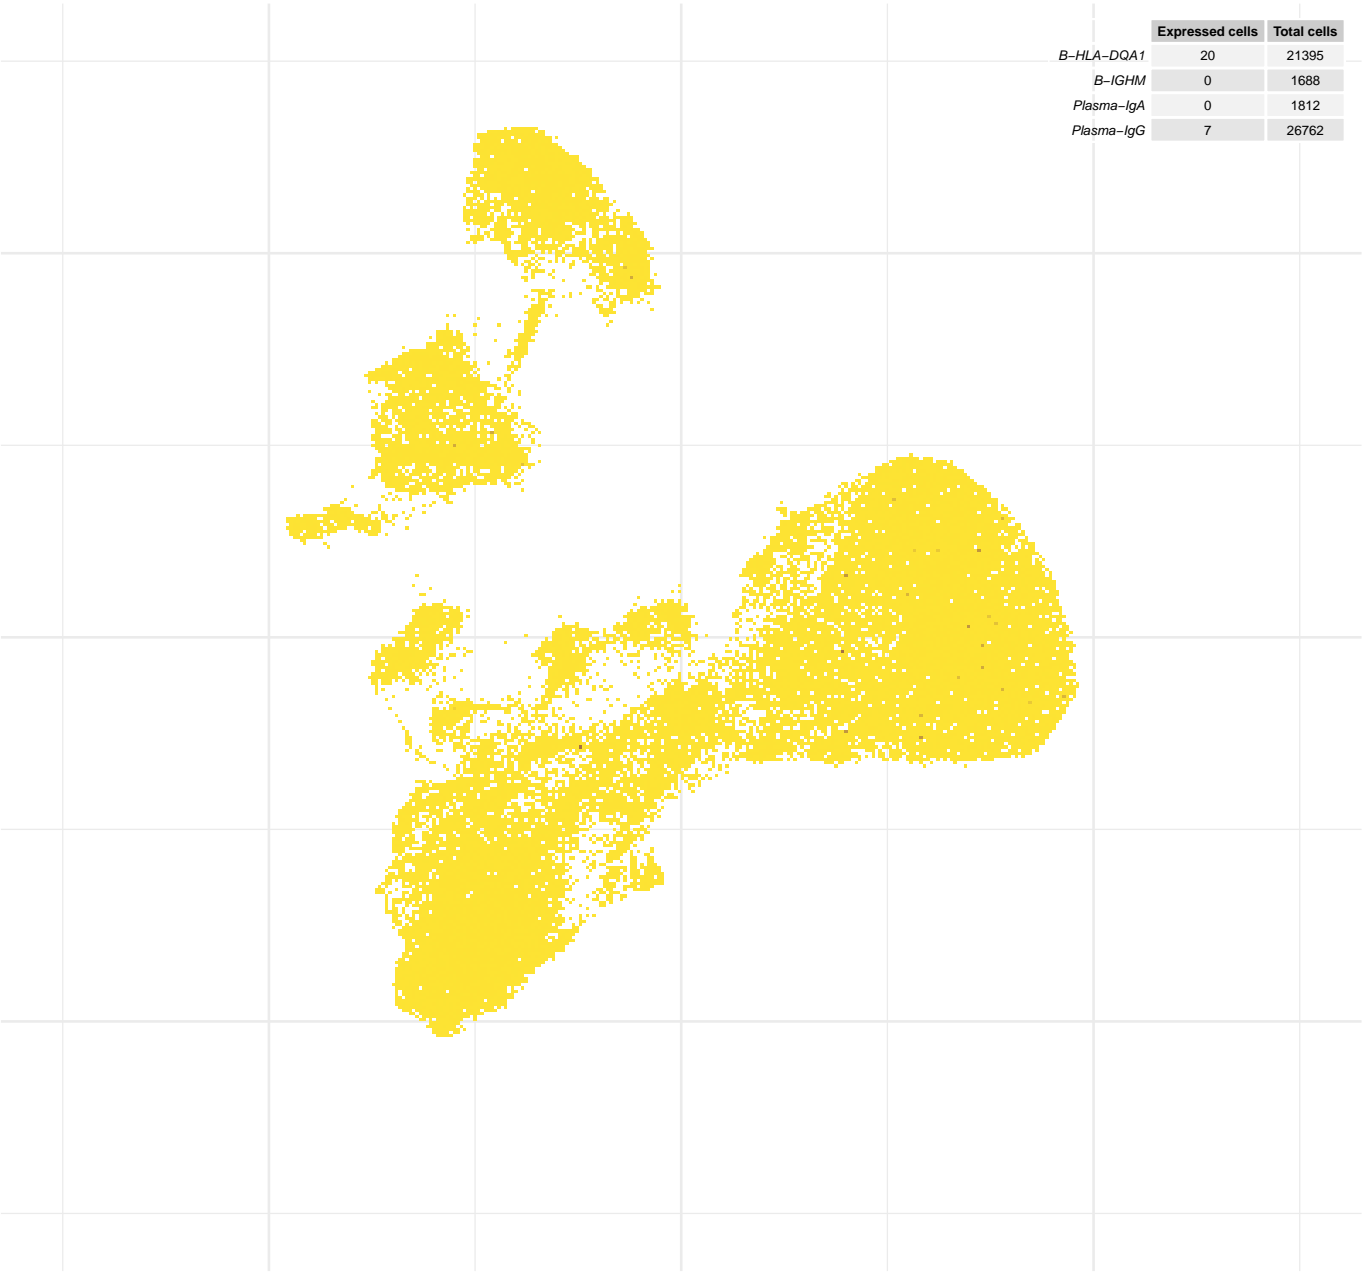 Expressed cells Total cells
B−HLA−DQA1 20 21395
B−IGHM 0 1688
Plasma−IgA 0 1812
Plasma−IgG 7 26762